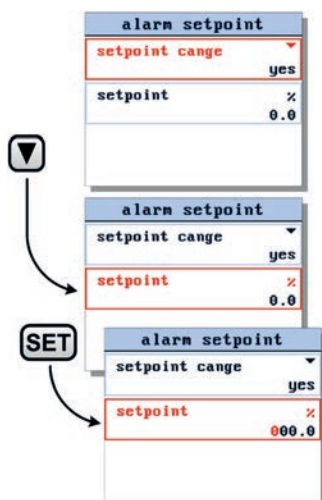 alarm setpoint
setpoint cange
yes
setpoint %
0.0
alarm setpoint
setpoint cange
yes
setpoint %
0.0
SET
alarm setpoint
setpoint cange
yes
setpoint %
000.0